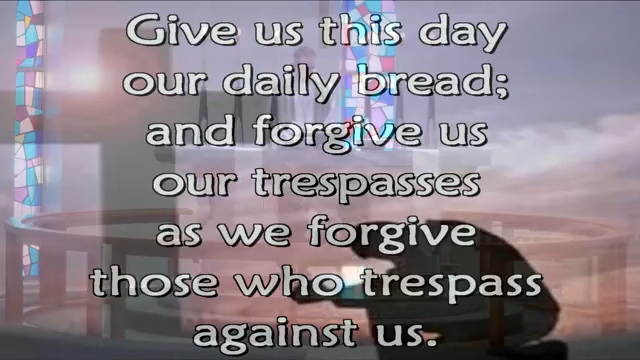 Give us this day
our daily bread;
and forgive us
our trespasses
as we forgive
those who trespass
against us.